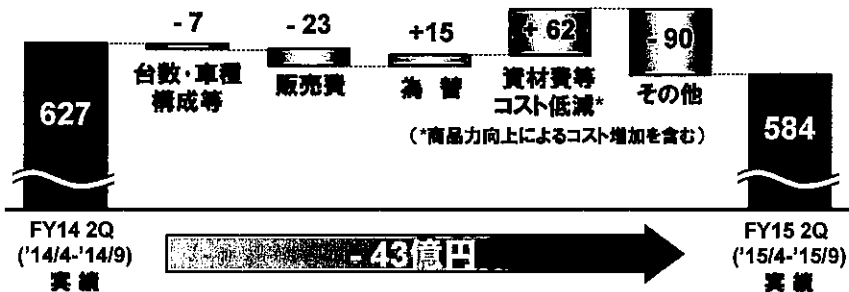 - 7
- 23
+15
+ 62
- 90
台数・車種
構成等
販売費
為 替
資材費等
コスト低減*
その他
(*商品力向上によるコスト増加を含む)
627
584
FY14 2Q
('14/4-'14/9)
実 績
- 43億円
FY15 2Q
('15/4-'15/9)
実 績